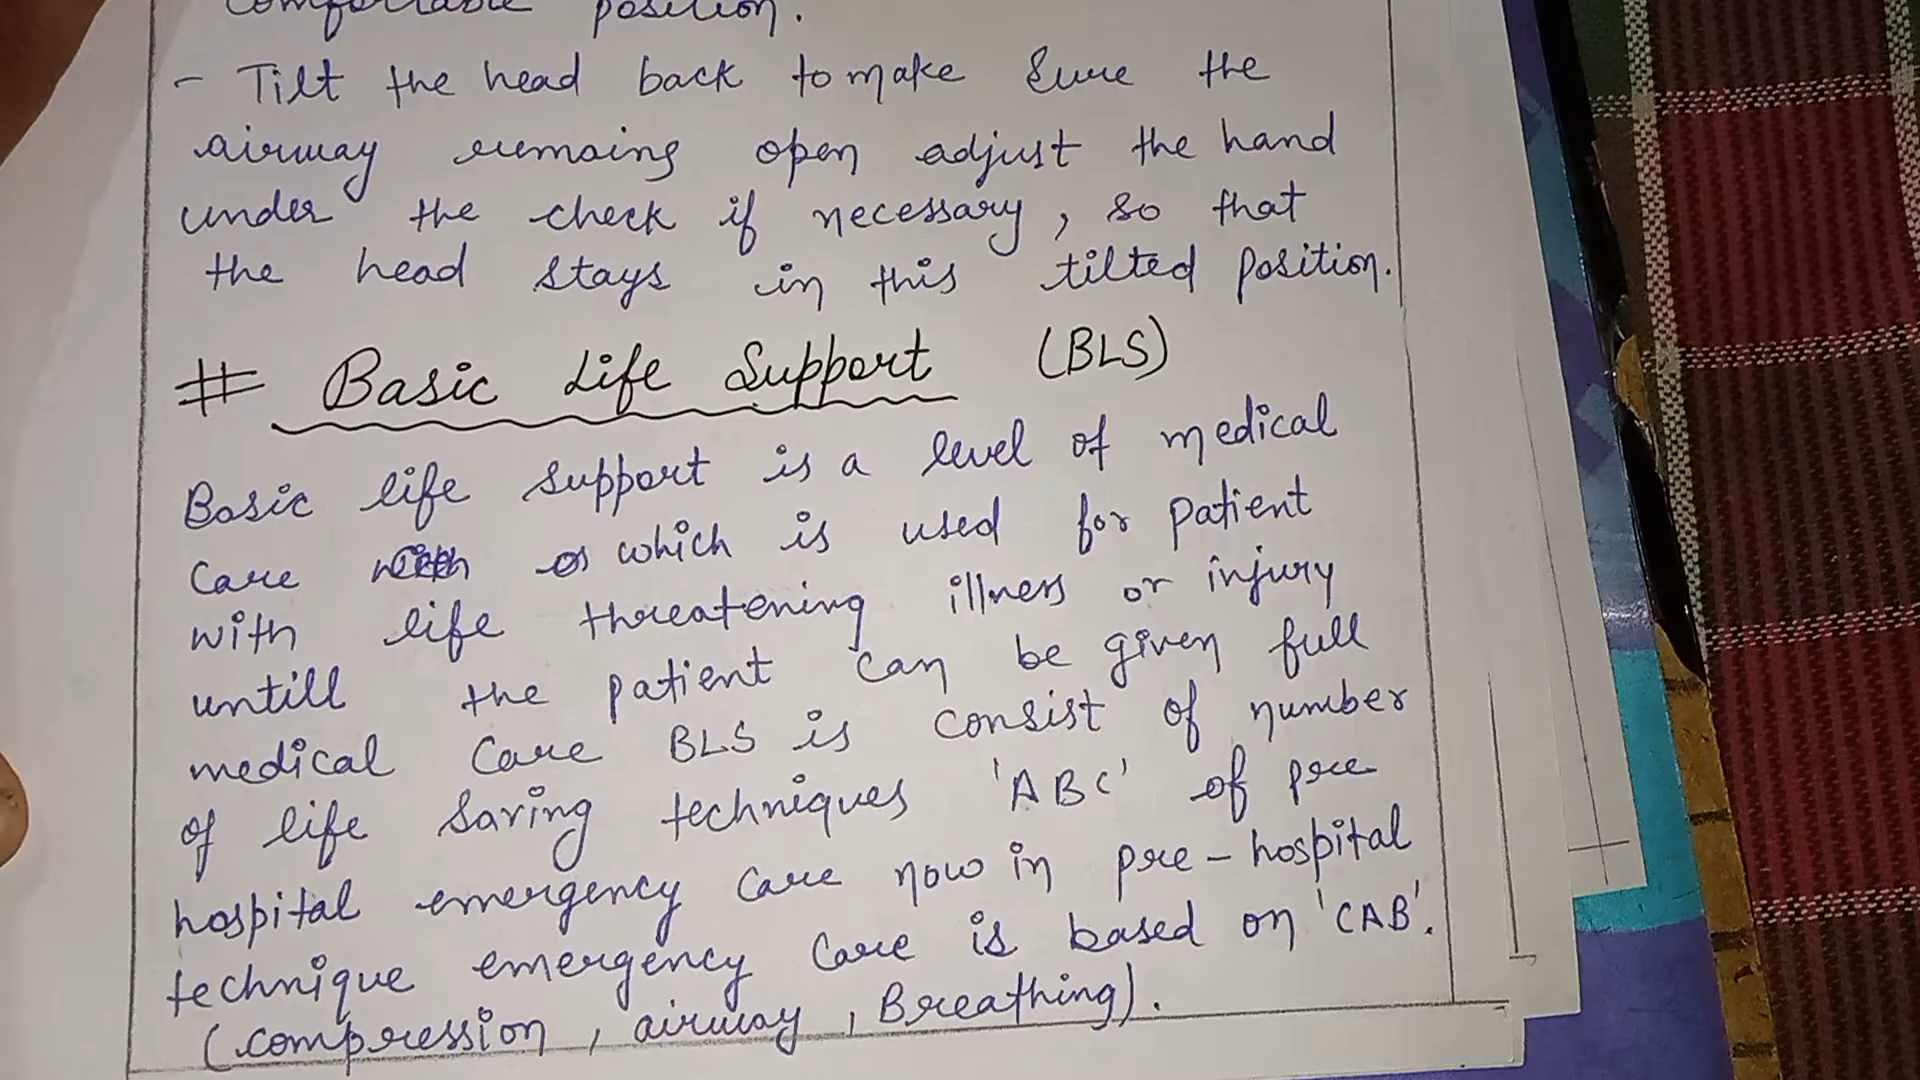 comfortable position.
- Tilt the head back to make Sure the
airway remaing open adjust the hand
under the check if necessary, so that
the head stays in this tilted position.
# Basic Life Support (BLS)
Basic life support is a level of medical
Care which is used for patient
with life threatening illness or injury
untill the patient can be given full
medical Care BLS is consist of number
of life Saving techniques 'ABC' of pre
hospital emergency Care now in pre-hospital
technique emergency Care is based on 'CAB'.
(compression, airway, Breathing).